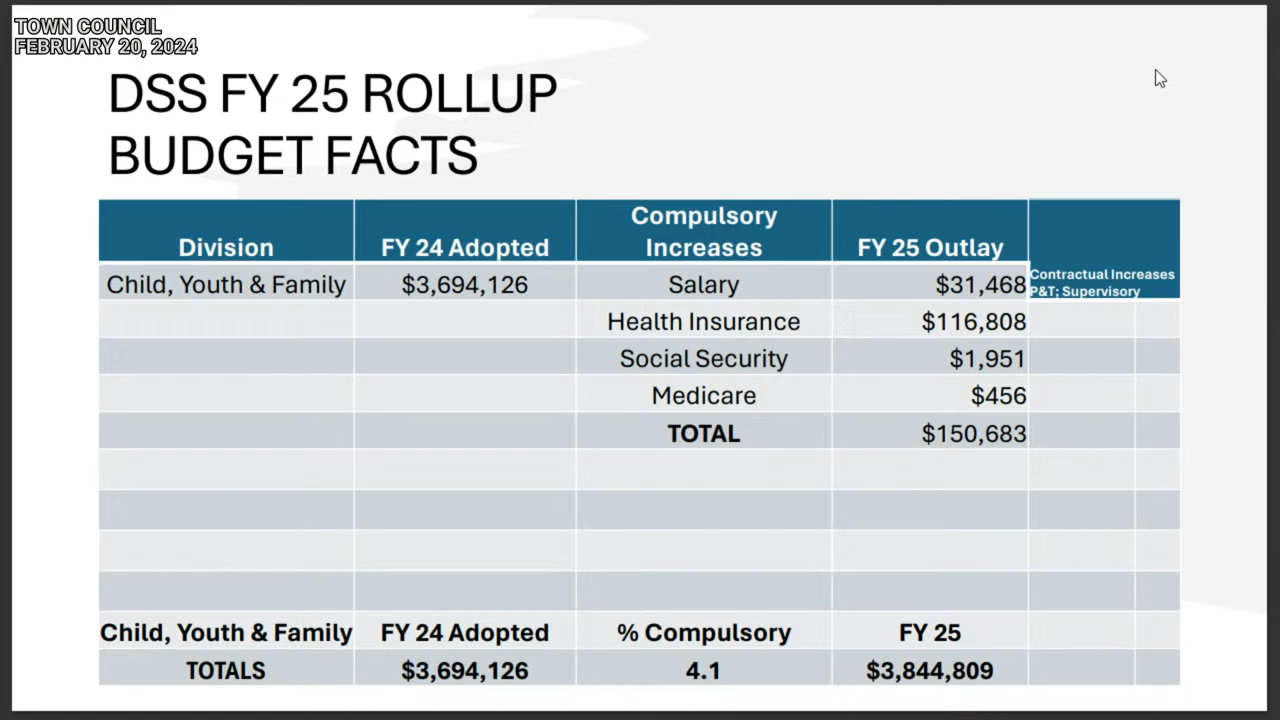 TOWN COUNCIL
FEBRUARY 20, 2024
DSS FY 25 ROLLUP
BUDGET FACTS
Division FY 24 Adopted Compulsory Increases FY 25 Outlay
Child, Youth & Family $3,694,126 Salary $31,468 Contractual Increases P&T; Supervisory
Health Insurance $116,808
Social Security $1,951
Medicare $456
TOTAL $150,683
Child, Youth & Family FY 24 Adopted % Compulsory FY 25
TOTALS $3,694,126 4.1 $3,844,809